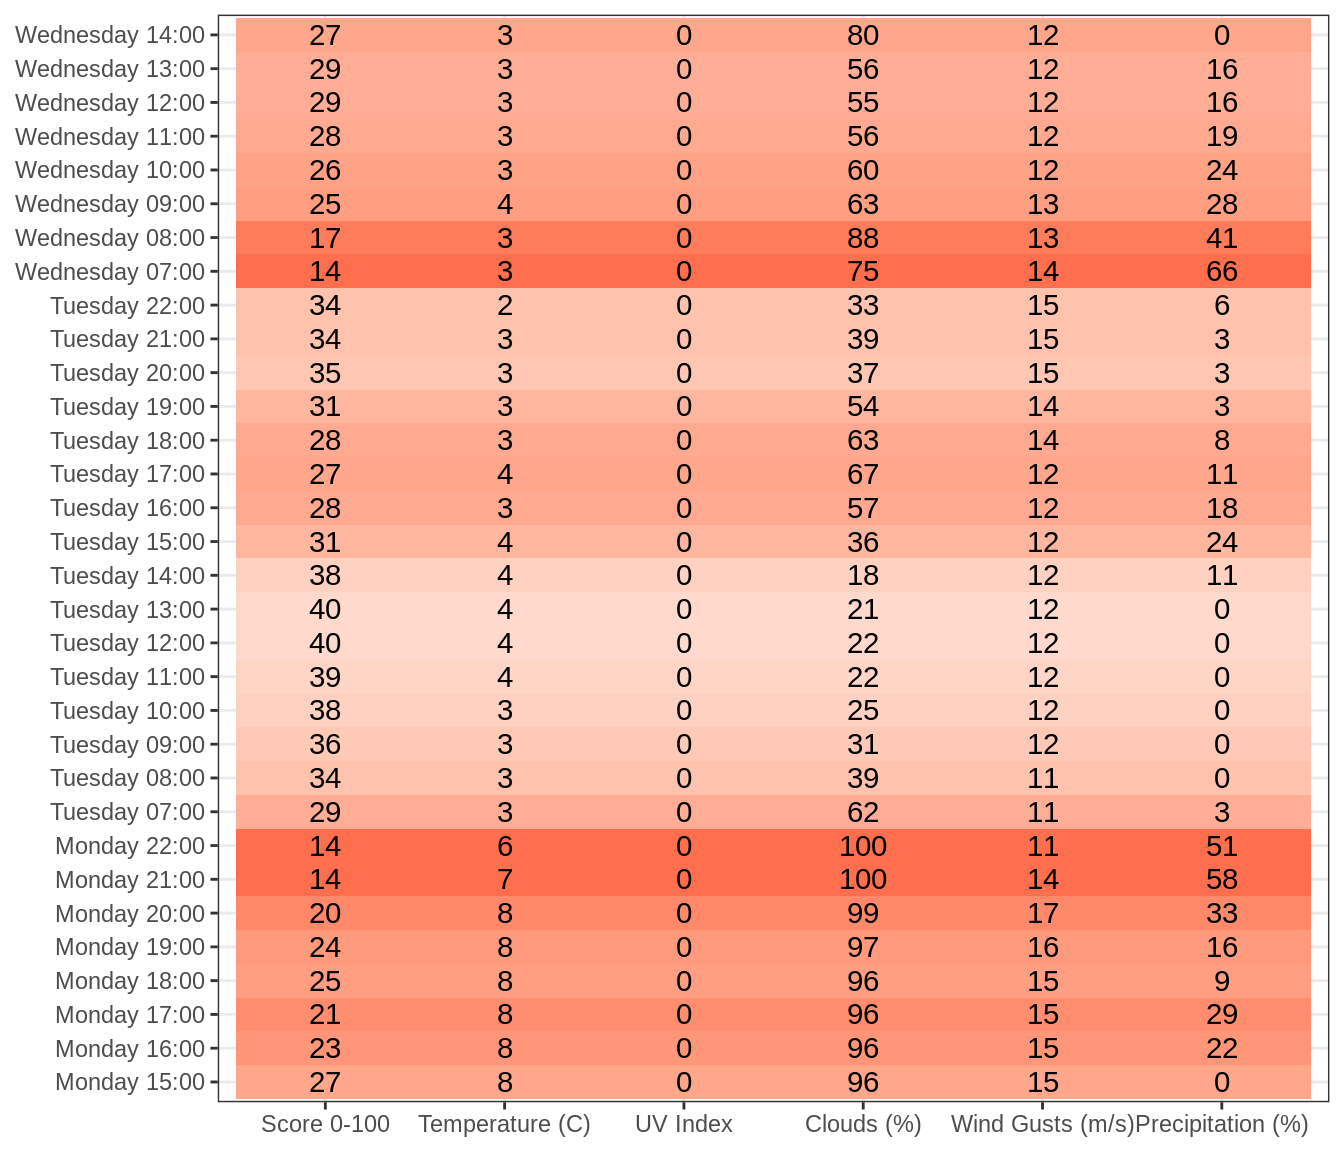 Wednesday 14:00 27 3 0 80 12 0
Wednesday 13:00 29 3 0 56 12 16
Wednesday 12:00 29 3 0 55 12 16
Wednesday 11:00 28 3 0 56 12 19
Wednesday 10:00 26 3 0 60 12 24
Wednesday 09:00 25 4 0 63 13 28
Wednesday 08:00 17 3 0 88 13 41
Wednesday 07:00 14 3 0 75 14 66
Tuesday 22:00 34 2 0 33 15 6
Tuesday 21:00 34 3 0 39 15 3
Tuesday 20:00 35 3 0 37 15 3
Tuesday 19:00 31 3 0 54 14 3
Tuesday 18:00 28 3 0 63 14 8
Tuesday 17:00 27 4 0 67 12 11
Tuesday 16:00 28 3 0 57 12 18
Tuesday 15:00 31 4 0 36 12 24
Tuesday 14:00 38 4 0 18 12 11
Tuesday 13:00 40 4 0 21 12 0
Tuesday 12:00 40 4 0 22 12 0
Tuesday 11:00 39 4 0 22 12 0
Tuesday 10:00 38 3 0 25 12 0
Tuesday 09:00 36 3 0 31 12 0
Tuesday 08:00 34 3 0 39 11 0
Tuesday 07:00 29 3 0 62 11 3
Monday 22:00 14 6 0 100 11 51
Monday 21:00 14 7 0 100 14 58
Monday 20:00 20 8 0 99 17 33
Monday 19:00 24 8 0 97 16 16
Monday 18:00 25 8 0 96 15 9
Monday 17:00 21 8 0 96 15 29
Monday 16:00 23 8 0 96 15 22
Monday 15:00 27 8 0 96 15 0
Score 0-100 Temperature (C) UV Index Clouds (%) Wind Gusts (m/s) Precipitation (%)